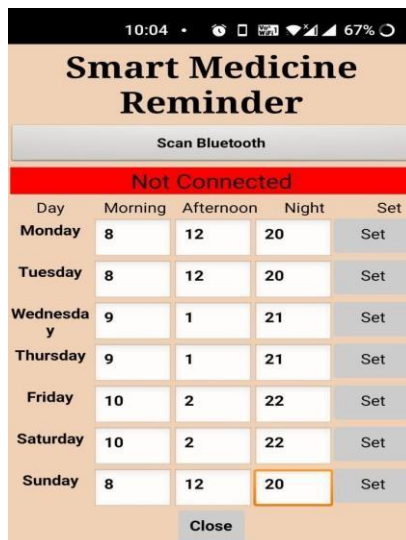 10:04 • 67%
Smart Medicine
Reminder
Scan Bluetooth
Not Connected
Day Morning Afternoon Night Set
Monday 8 12 20 Set
Tuesday 8 12 20 Set
Wednesda
y 9 1 21 Set
Thursday 9 1 21 Set
Friday 10 2 22 Set
Saturday 10 2 22 Set
Sunday 8 12 20 Set
Close